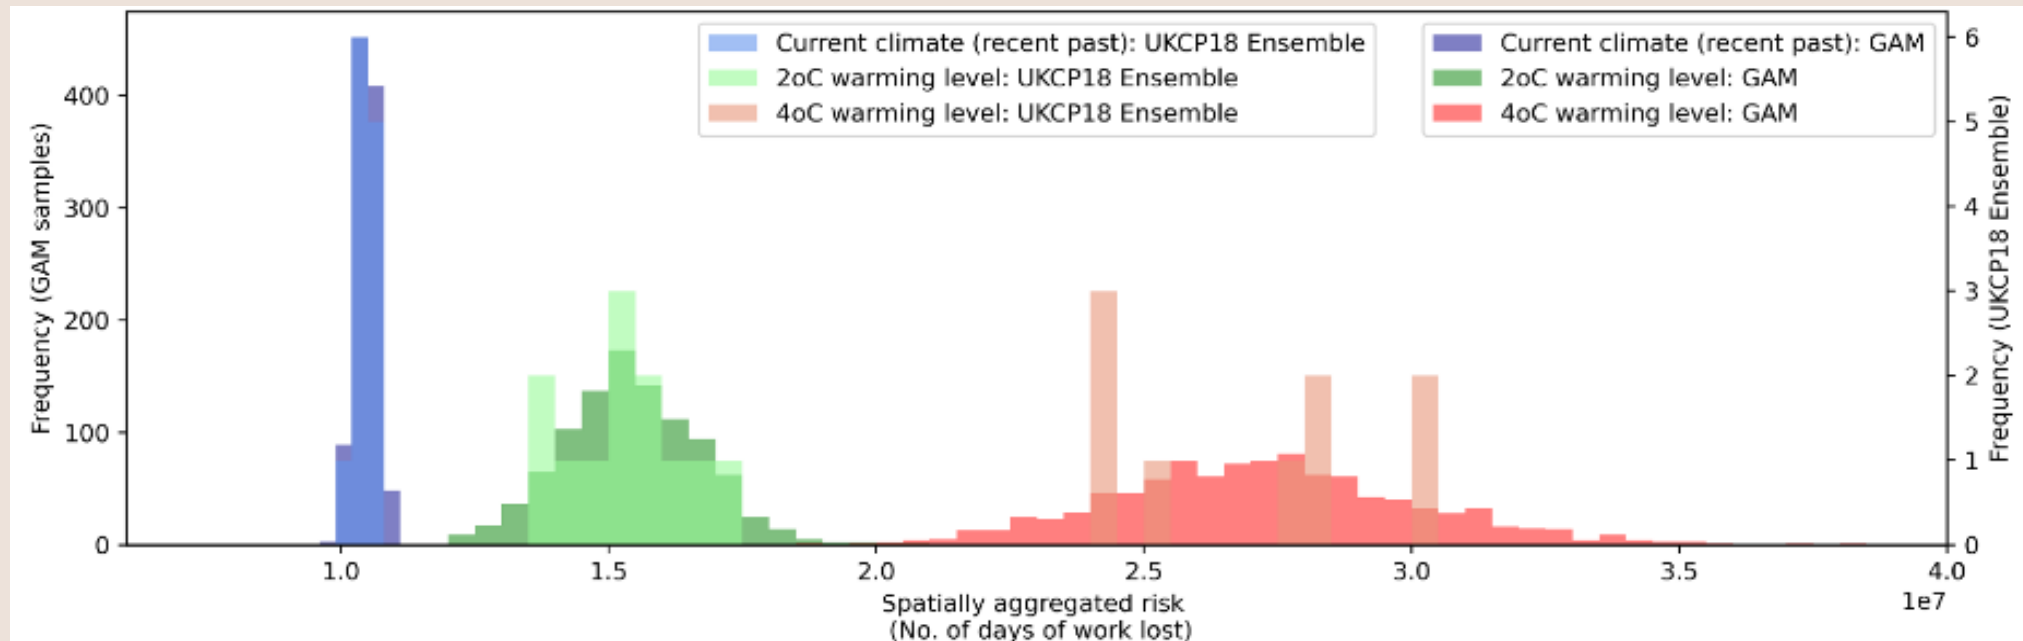 Current climate (recent past): UKCP18 Ensemble
2oC warming level: UKCP18 Ensemble
4oC warming level: UKCP18 Ensemble
Current climate (recent past): GAM
2oC warming level: GAM
4oC warming level: GAM
Frequency (GAM samples)
400
300
200
100
0
Frequency (UKCP18 Ensemble)
6
5
4
3
2
1
0
1.0
1.5
2.0
2.5
3.0
3.5
4.0
1e7
Spatially aggregated risk
(No. of days of work lost)